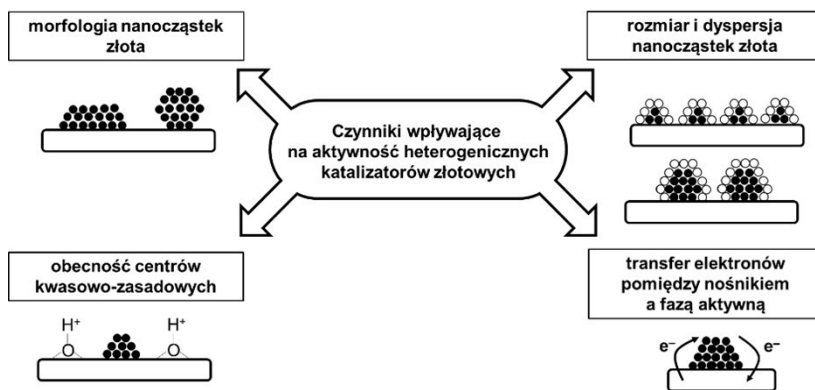 morfologia nanocząstek
złota
rozmiar i dyspersja
nanocząstek złota
Czynniki wpływające
na aktywność heterogenicznych
katalizatorów złotowych
obecność centrów
kwasowo-zasadowych
H⁺ H⁺
O O
transfer elektronów
pomiędzy nośnikiem
a fazą aktywną
e⁻ e⁻